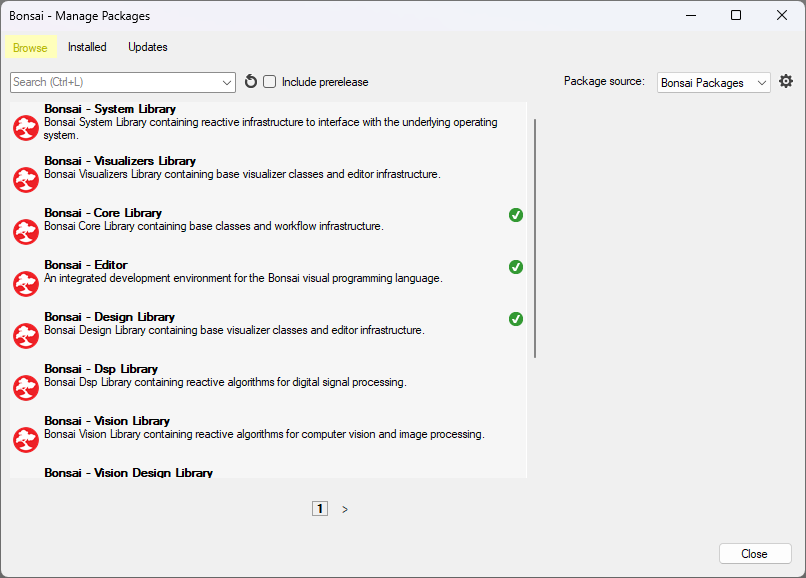 Bonsai - Manage Packages
Browse Installed Updates
Search (Ctrl+L) Include prerelease Package source: Bonsai Packages
Bonsai - System Library
Bonsai System Library containing reactive infrastructure to interface with the underlying operating
system.
Bonsai - Visualizers Library
Bonsai Visualizers Library containing base visualizer classes and editor infrastructure.
Bonsai - Core Library
Bonsai Core Library containing base classes and workflow infrastructure.
Bonsai - Editor
An integrated development environment for the Bonsai visual programming language.
Bonsai - Design Library
Bonsai Design Library containing base visualizer classes and editor infrastructure.
Bonsai - Dsp Library
Bonsai Dsp Library containing reactive algorithms for digital signal processing.
Bonsai - Vision Library
Bonsai Vision Library containing reactive algorithms for computer vision and image processing.
Bonsai - Vision Design Library
1 >
Close